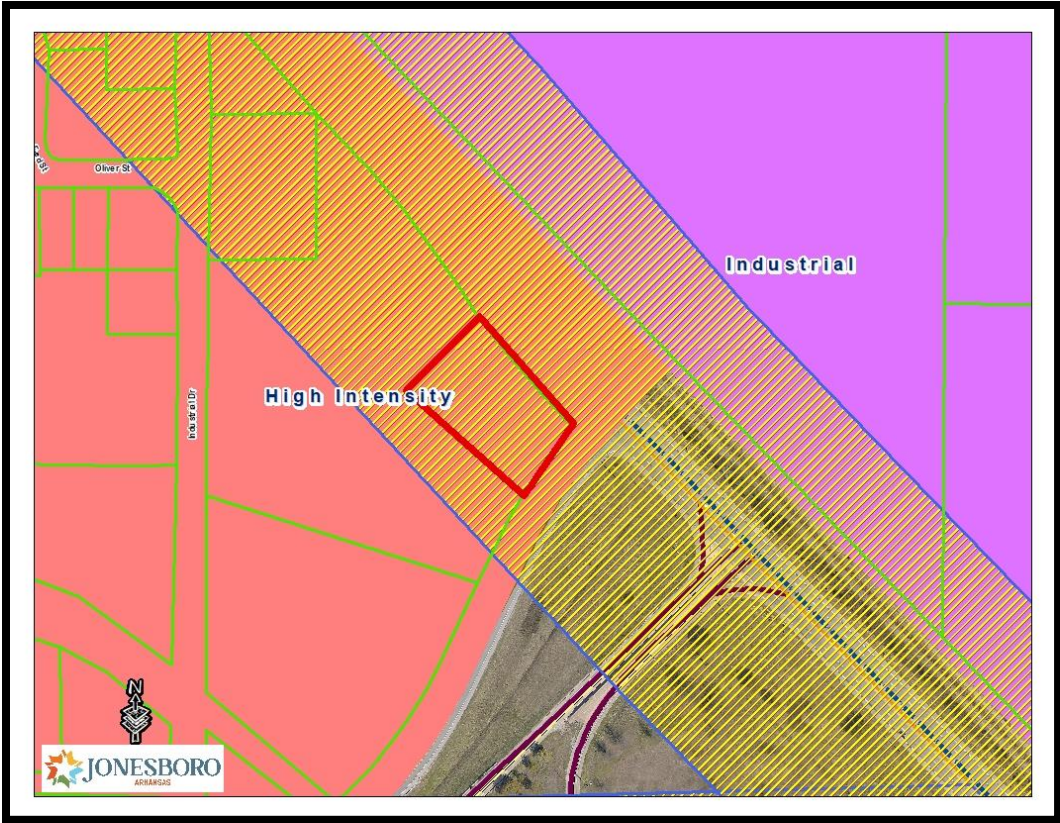 Oliver St
Industrial
High Intensity
Industrial Dr
N
JONESBORO
ARKANSAS